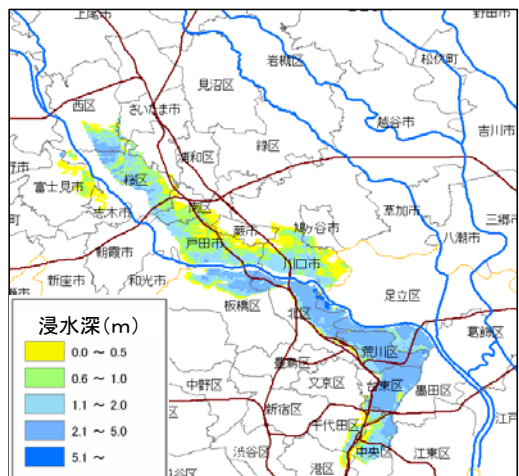 上尾市
野田市
岩槻区
松伏町
見沼区
西区
さいたま市
越谷市
吉川市
緑区
浦和区
桜区
富士見市
南区
志木市
草加市
三郷市
蕨市
鳩ヶ谷市
戸田市
八潮市
朝霞市
川口市
新座市
和光市
足立区
板橋区
北区
葛飾区
荒川区
豊島区
文京区
台東区
墨田区
中野区
新宿区
千代田区
江戸
渋谷区
中央区
江東区
港区
浸水深(m)
0.0 ~ 0.5
0.6 ~ 1.0
1.1 ~ 2.0
2.1 ~ 5.0
5.1 ~